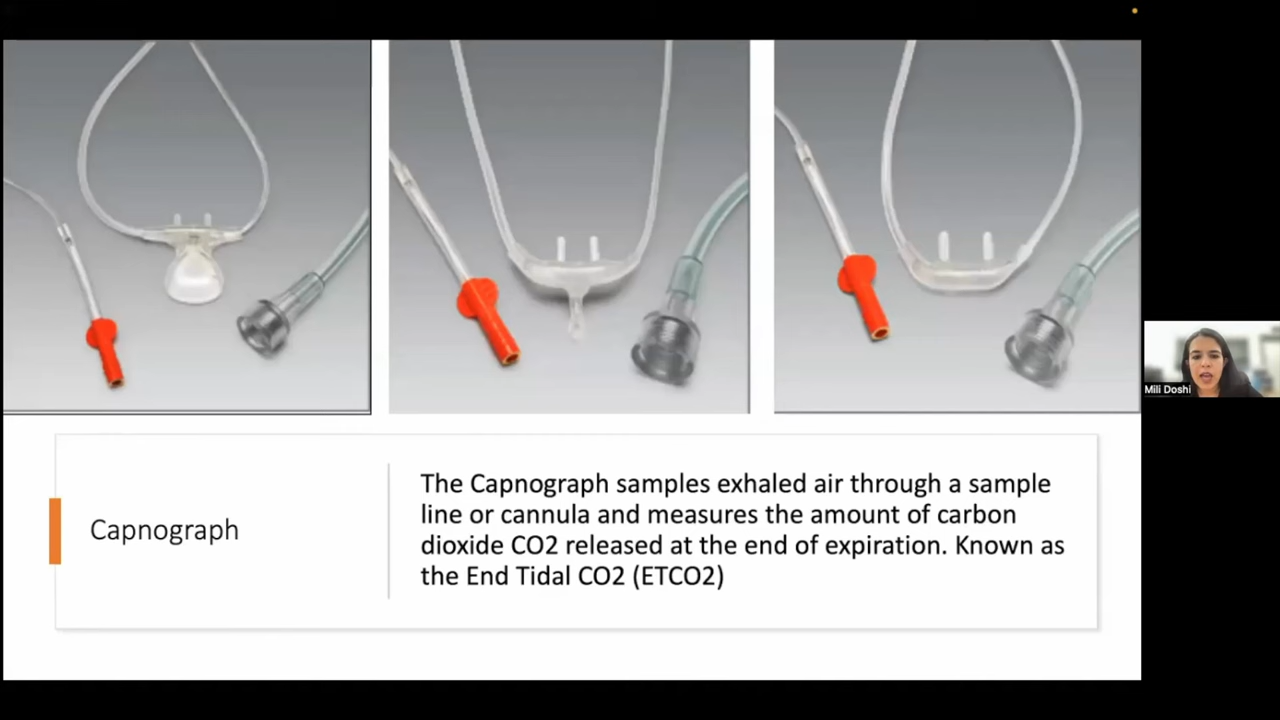 Mili Doshi
Capnograph
The Capnograph samples exhaled air through a sample
line or cannula and measures the amount of carbon
dioxide CO2 released at the end of expiration. Known as
the End Tidal CO2 (ETCO2)